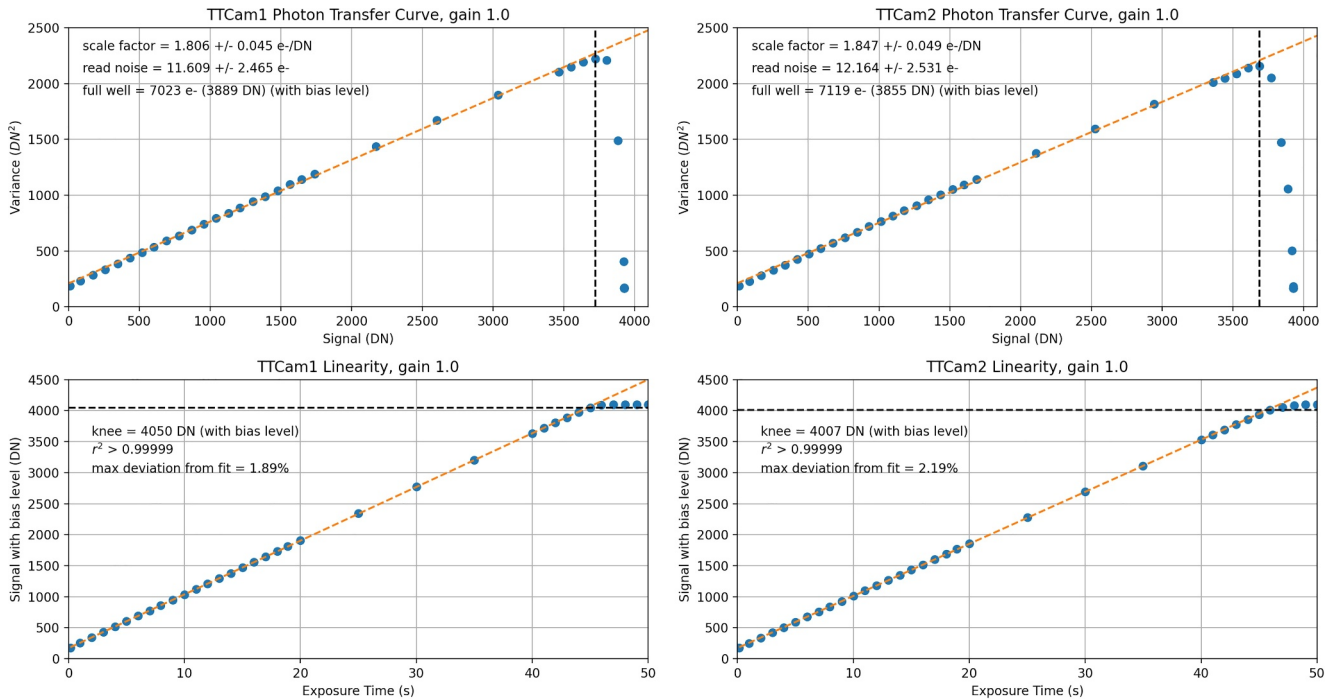 TTCam1 Photon Transfer Curve, gain 1.0
2500
2000
1500
1000
500
0
Variance (DN²)
scale factor = 1.806 +/- 0.045 e-/DN
read noise = 11.609 +/- 2.465 e-
full well = 7023 e- (3889 DN) (with bias level)
0 500 1000 1500 2000 2500 3000 3500 4000
Signal (DN)
TTCam2 Photon Transfer Curve, gain 1.0
2500
2000
1500
1000
500
0
Variance (DN²)
scale factor = 1.847 +/- 0.049 e-/DN
read noise = 12.164 +/- 2.531 e-
full well = 7119 e- (3855 DN) (with bias level)
0 500 1000 1500 2000 2500 3000 3500 4000
Signal (DN)
TTCam1 Linearity, gain 1.0
4500
4000
3500
3000
2500
2000
1500
1000
500
0
Signal with bias level (DN)
knee = 4050 DN (with bias level)
r² > 0.99999
max deviation from fit = 1.89%
0 10 20 30 40 50
Exposure Time (s)
TTCam2 Linearity, gain 1.0
4500
4000
3500
3000
2500
2000
1500
1000
500
0
Signal with bias level (DN)
knee = 4007 DN (with bias level)
r² > 0.99999
max deviation from fit = 2.19%
0 10 20 30 40 50
Exposure Time (s)